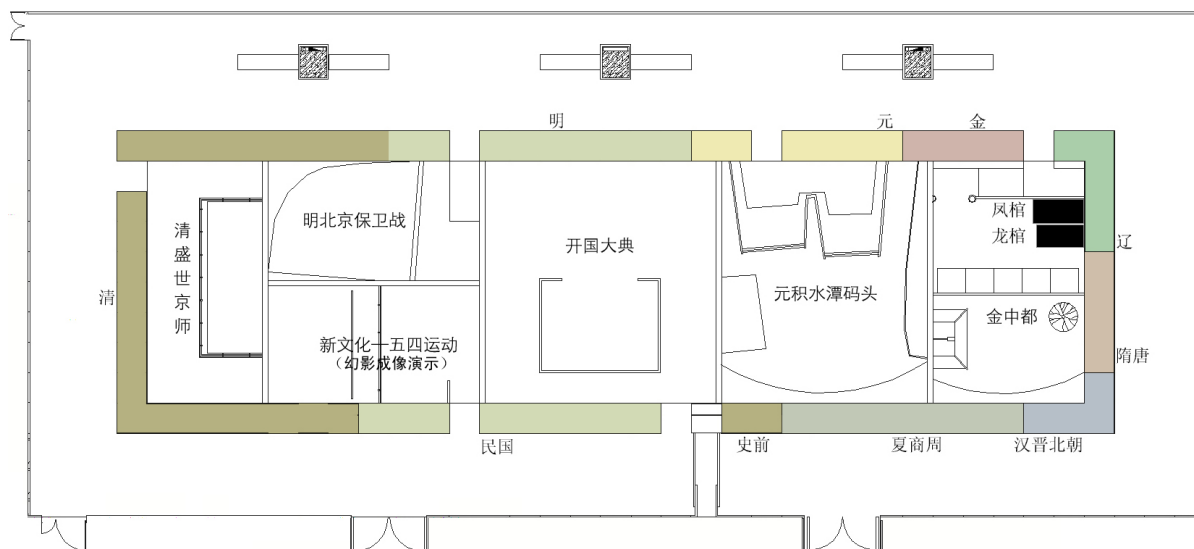 明
元
金
明北京保卫战
凤棺
龙棺
清盛世京师
开国大典
辽
清
元积水潭码头
金中都
新文化—五四运动
（幻影成像演示）
隋唐
民国
史前
夏商周
汉晋北朝